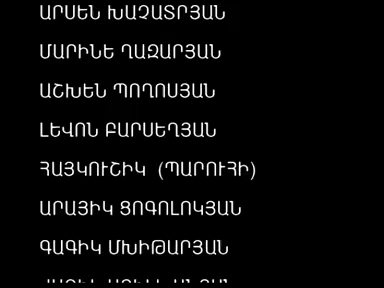 ԱՐՍԵՆ ԽԱՉԱՏՐՅԱՆ
ՄԱՐԻՆԵ ՂԱԶԱՐՅԱՆ
ԱՇԽԵՆ ՊՈՂՈՍՅԱՆ
ԼԵՎՈՆ ԲԱՐՍԵՂՅԱՆ
ՀԱՅԿՈՒՇԻԿ (ՊԱՐՈՒՀԻ)
ԱՐԱՅԻԿ ՑՈԳՈԼՈԿՅԱՆ
ԳԱԳԻԿ ՄԽԻԹԱՐՅԱՆ